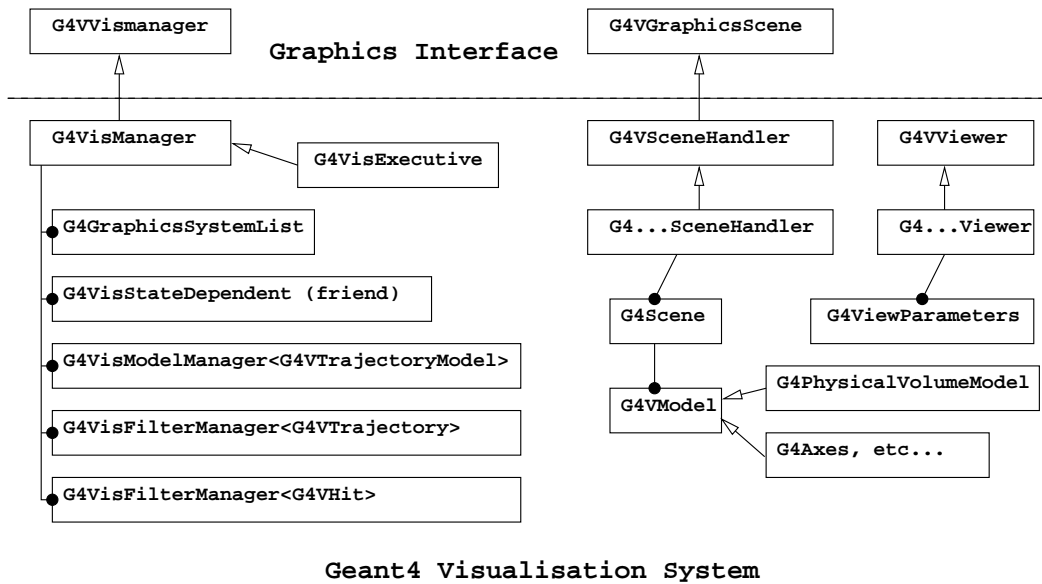 G4VVismanager
Graphics Interface
G4VGraphicsScene
G4VisManager
G4VisExecutive
G4VSceneHandler
G4VViewer
G4GraphicsSystemList
G4...SceneHandler
G4...Viewer
G4VisStateDependent (friend)
G4Scene
G4ViewParameters
G4VisModelManager<G4VTrajectoryModel>
G4VModel
G4PhysicalVolumeModel
G4VisFilterManager<G4VTrajectory>
G4Axes, etc...
G4VisFilterManager<G4VHit>
Geant4 Visualisation System